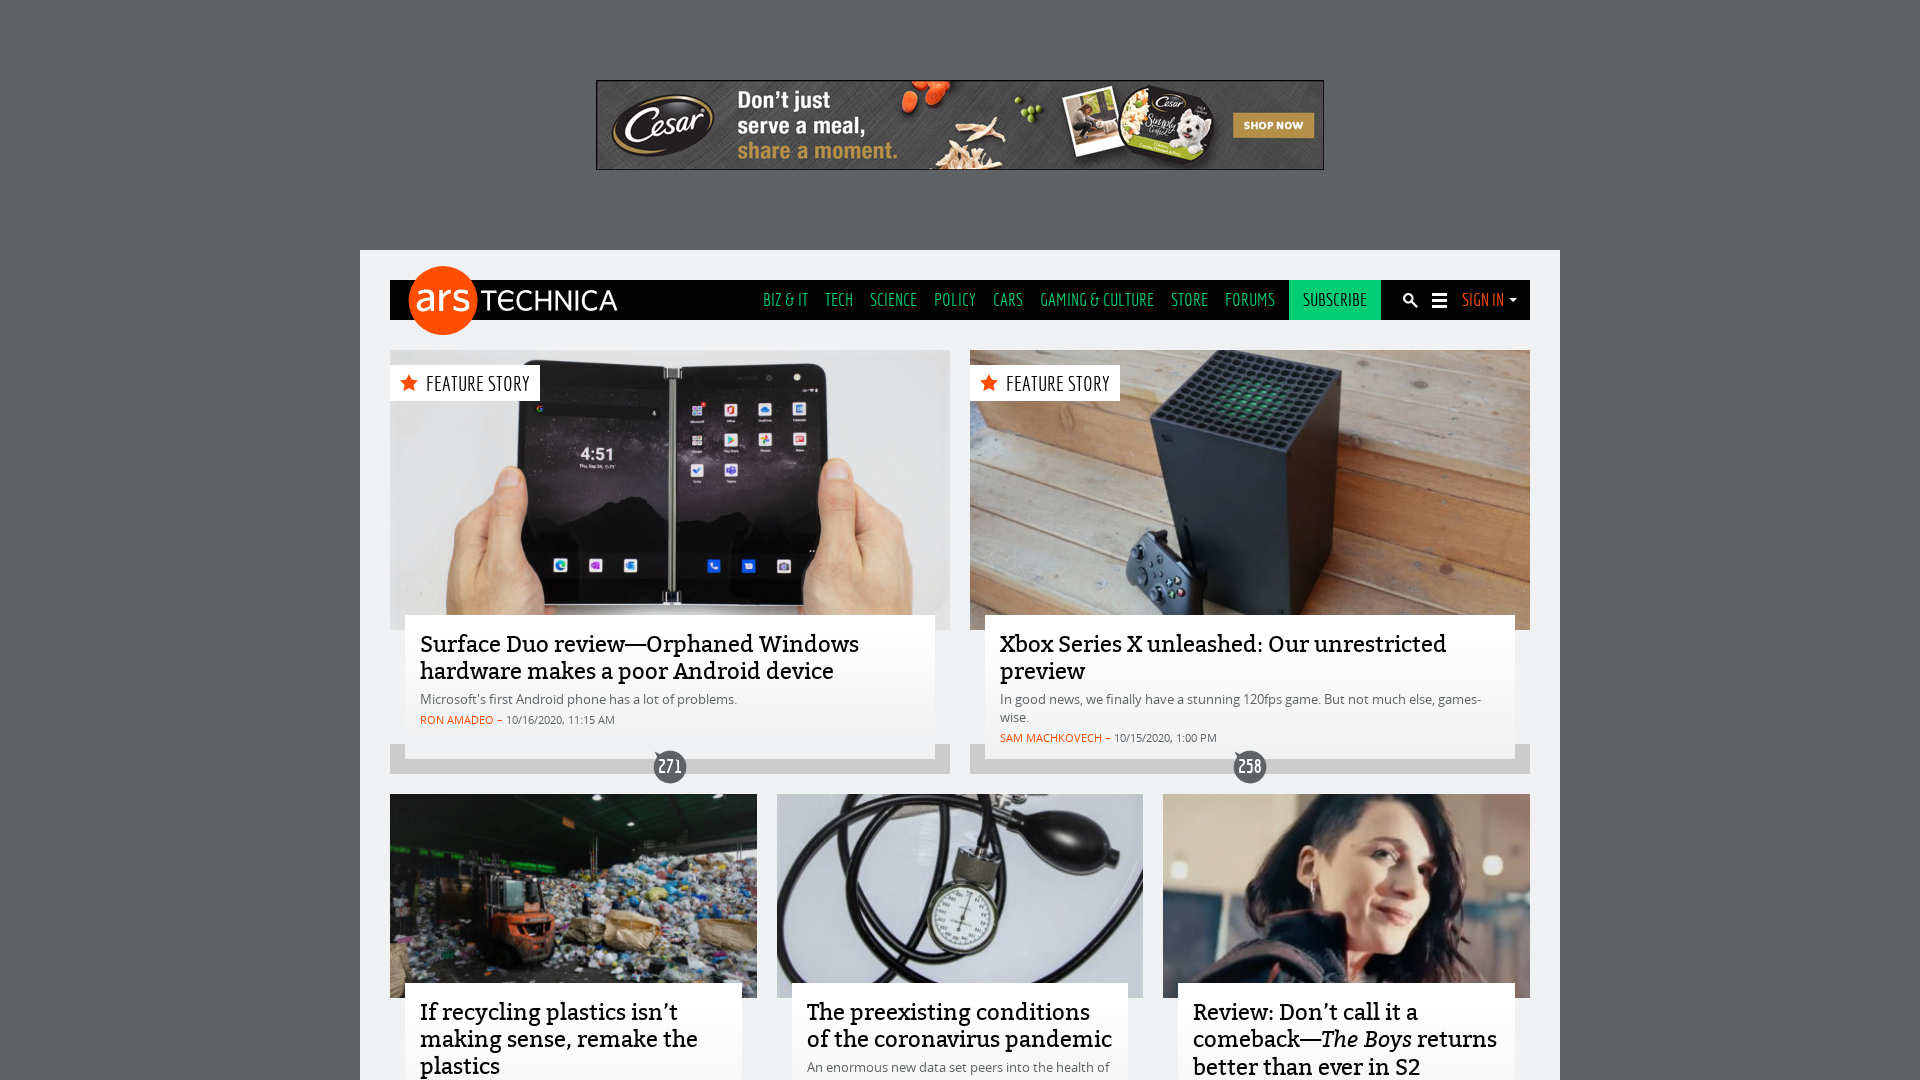 Cesar
Don't just
serve a meal,
share a moment.
Cesar
Simply
Crafted
SHOP NOW
ars TECHNICA
BIZ & IT TECH SCIENCE POLICY CARS GAMING & CULTURE STORE FORUMS SUBSCRIBE SIGN IN
FEATURE STORY
4:51
FEATURE STORY
Surface Duo review—Orphaned Windows
hardware makes a poor Android device
Microsoft's first Android phone has a lot of problems.
RON AMADEO – 10/16/2020, 11:15 AM
271
Xbox Series X unleashed: Our unrestricted
preview
In good news, we finally have a stunning 120fps game. But not much else, games-
wise.
SAM MACHKOVECH – 10/15/2020, 1:00 PM
258
If recycling plastics isn’t
making sense, remake the
plastics
The preexisting conditions
of the coronavirus pandemic
An enormous new data set peers into the health of
Review: Don’t call it a
comeback—The Boys returns
better than ever in S2